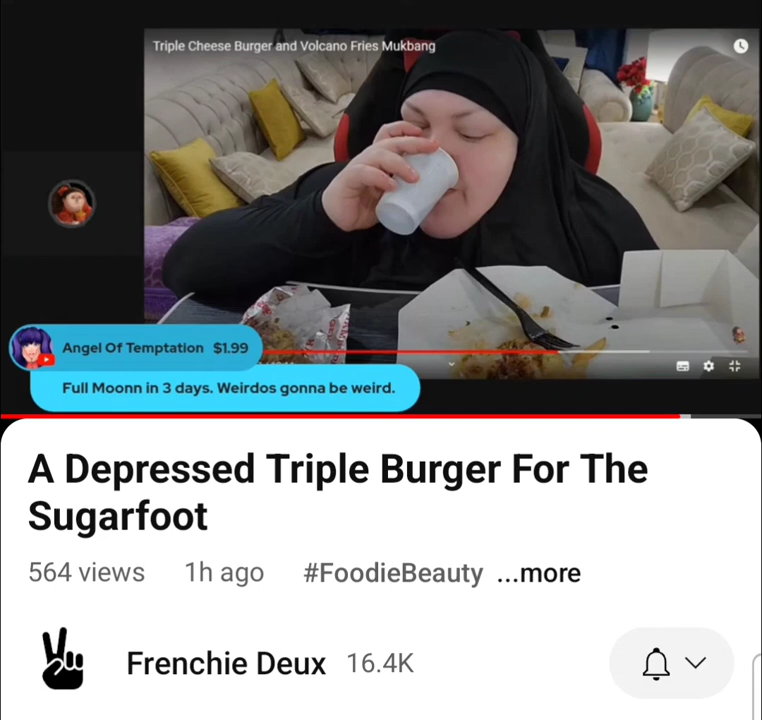 Triple Cheese Burger and Volcano Fries Mukbang
Angel Of Temptation $1.99
Full Moonn in 3 days. Weirdos gonna be weird.
A Depressed Triple Burger For The
Sugarfoot
564 views 1h ago #FoodieBeauty ...more
Frenchie Deux 16.4K